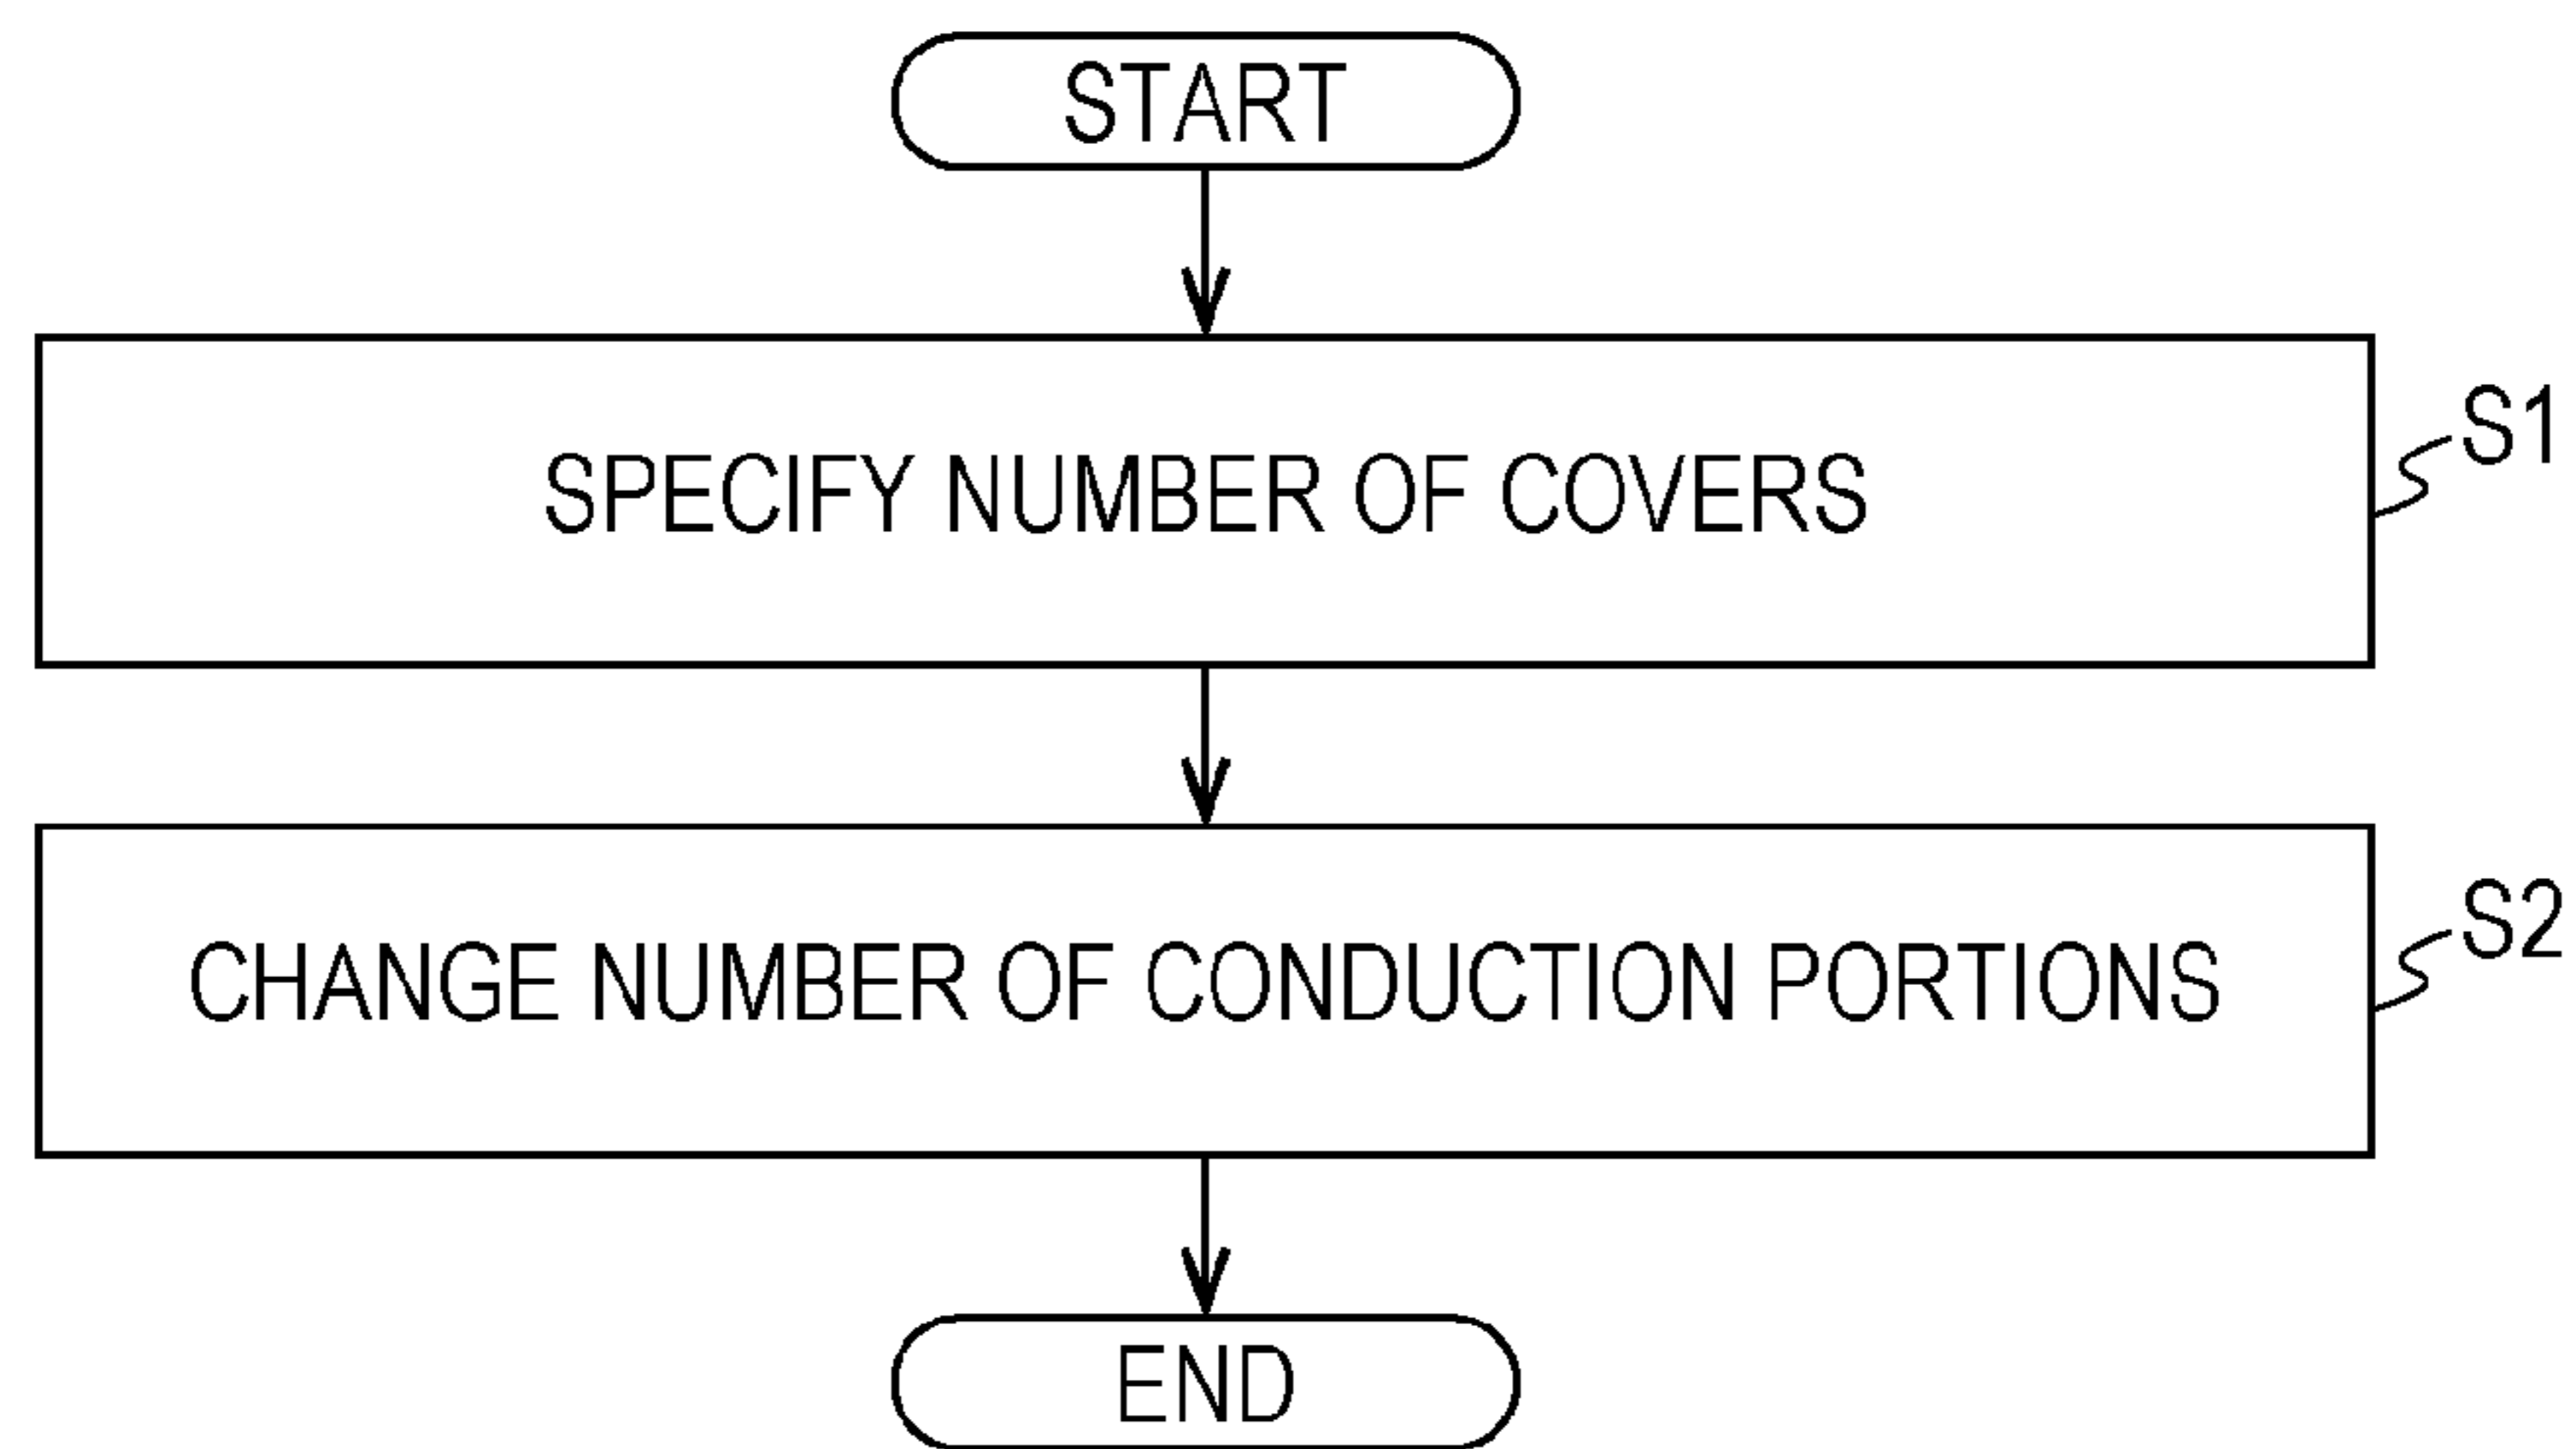 START
SPECIFY NUMBER OF COVERS
S1
CHANGE NUMBER OF CONDUCTION PORTIONS
S2
END